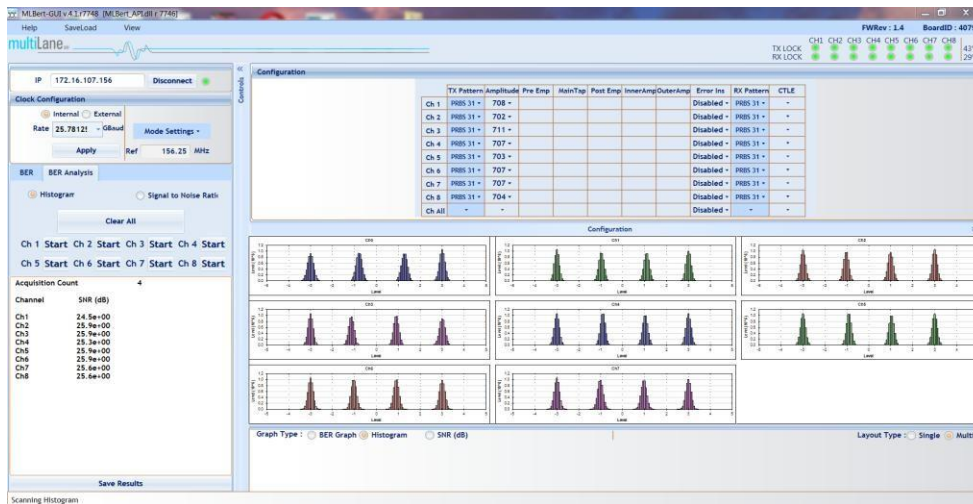 MLBert-GUI v 4.1.r7748 [MLBert_API.dll r 7746]
Help SaveLoad View
FWRev : 1.4 BoardID : 4079
multiLane
CH1 CH2 CH3 CH4 CH5 CH6 CH7 CH8
TX LOCK 43°
RX LOCK 29°
IP 172.16.107.156 Disconnect
Clock Configuration
Internal External
Rate 25.7812! GBaud Mode Settings
Apply Ref 156.25 MHz
BER BER Analysis
Histogram Signal to Noise Ratio
Clear All
Ch 1 Start Ch 2 Start Ch 3 Start Ch 4 Start
Ch 5 Start Ch 6 Start Ch 7 Start Ch 8 Start
Acquisition Count 4
Channel SNR (dB)
Ch1 24.5e+00
Ch2 25.9e+00
Ch3 25.9e+00
Ch4 25.3e+00
Ch5 25.9e+00
Ch6 25.9e+00
Ch7 25.6e+00
Ch8 25.6e+00
Save Results
Scanning Histogram
Controls
Configuration
TX Pattern Amplitude Pre Emp MainTap Post Emp InnerAmp OuterAmp Error Ins RX Pattern CTLE
Ch 1 PRBS 31 708 Disabled PRBS 31 -
Ch 2 PRBS 31 702 Disabled PRBS 31 -
Ch 3 PRBS 31 711 Disabled PRBS 31 -
Ch 4 PRBS 31 707 Disabled PRBS 31 -
Ch 5 PRBS 31 703 Disabled PRBS 31 -
Ch 6 PRBS 31 707 Disabled PRBS 31 -
Ch 7 PRBS 31 707 Disabled PRBS 31 -
Ch 8 PRBS 31 704 Disabled PRBS 31 -
Ch All - - Disabled - -
Configuration
Graph Type : BER Graph Histogram SNR (dB)
Layout Type : Single Multi